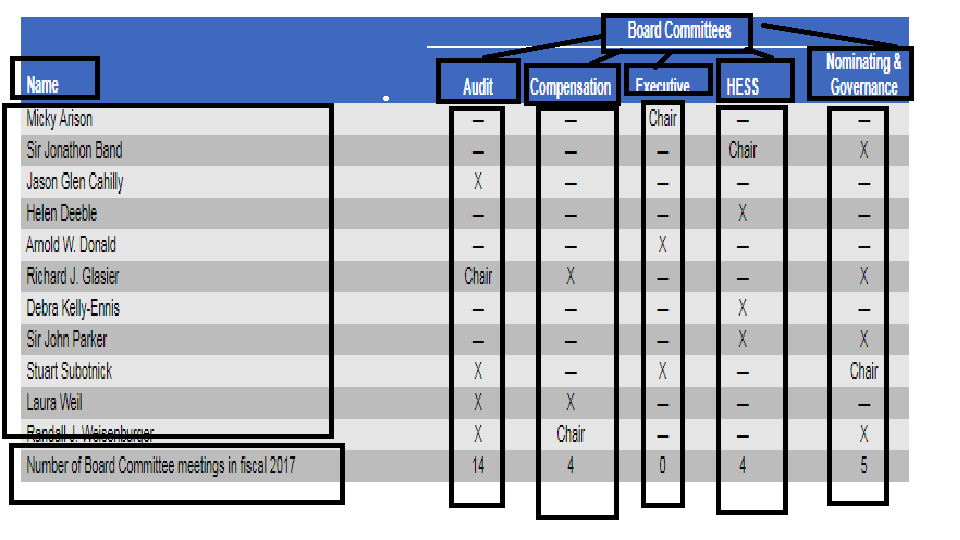 Board Committees
Name Audit Compensation Executive HESS Nominating & Governance
Micky Arison — — Chair — —
Sir Jonathon Band — — — Chair X
Jason Glen Cahilly X — — — —
Helen Deeble — — — X —
Arnold W. Donald — — X — —
Richard J. Glasier Chair X — — X
Debra Kelly-Ennis — — — X —
Sir John Parker — — — X X
Stuart Subotnick X — X — Chair
Laura Weil X X — — —
Randall J. Weisenburger X Chair — — X
Number of Board Committee meetings in fiscal 2017 14 4 0 4 5